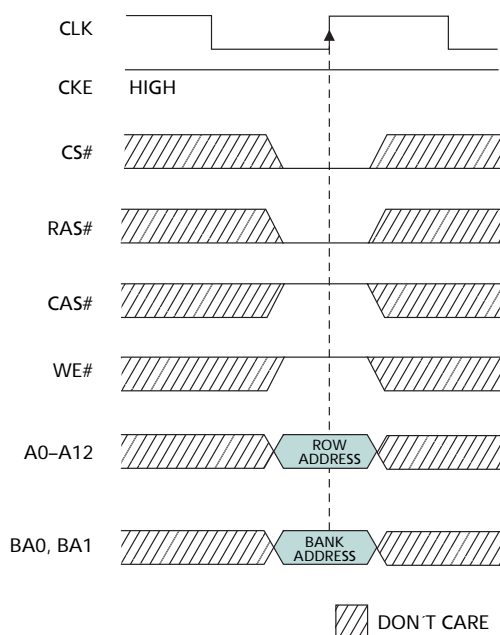 CLK
CKE HIGH
CS#
RAS#
CAS#
WE#
A0–A12 ROW
ADDRESS
BA0, BA1 BANK
ADDRESS
DON´T CARE